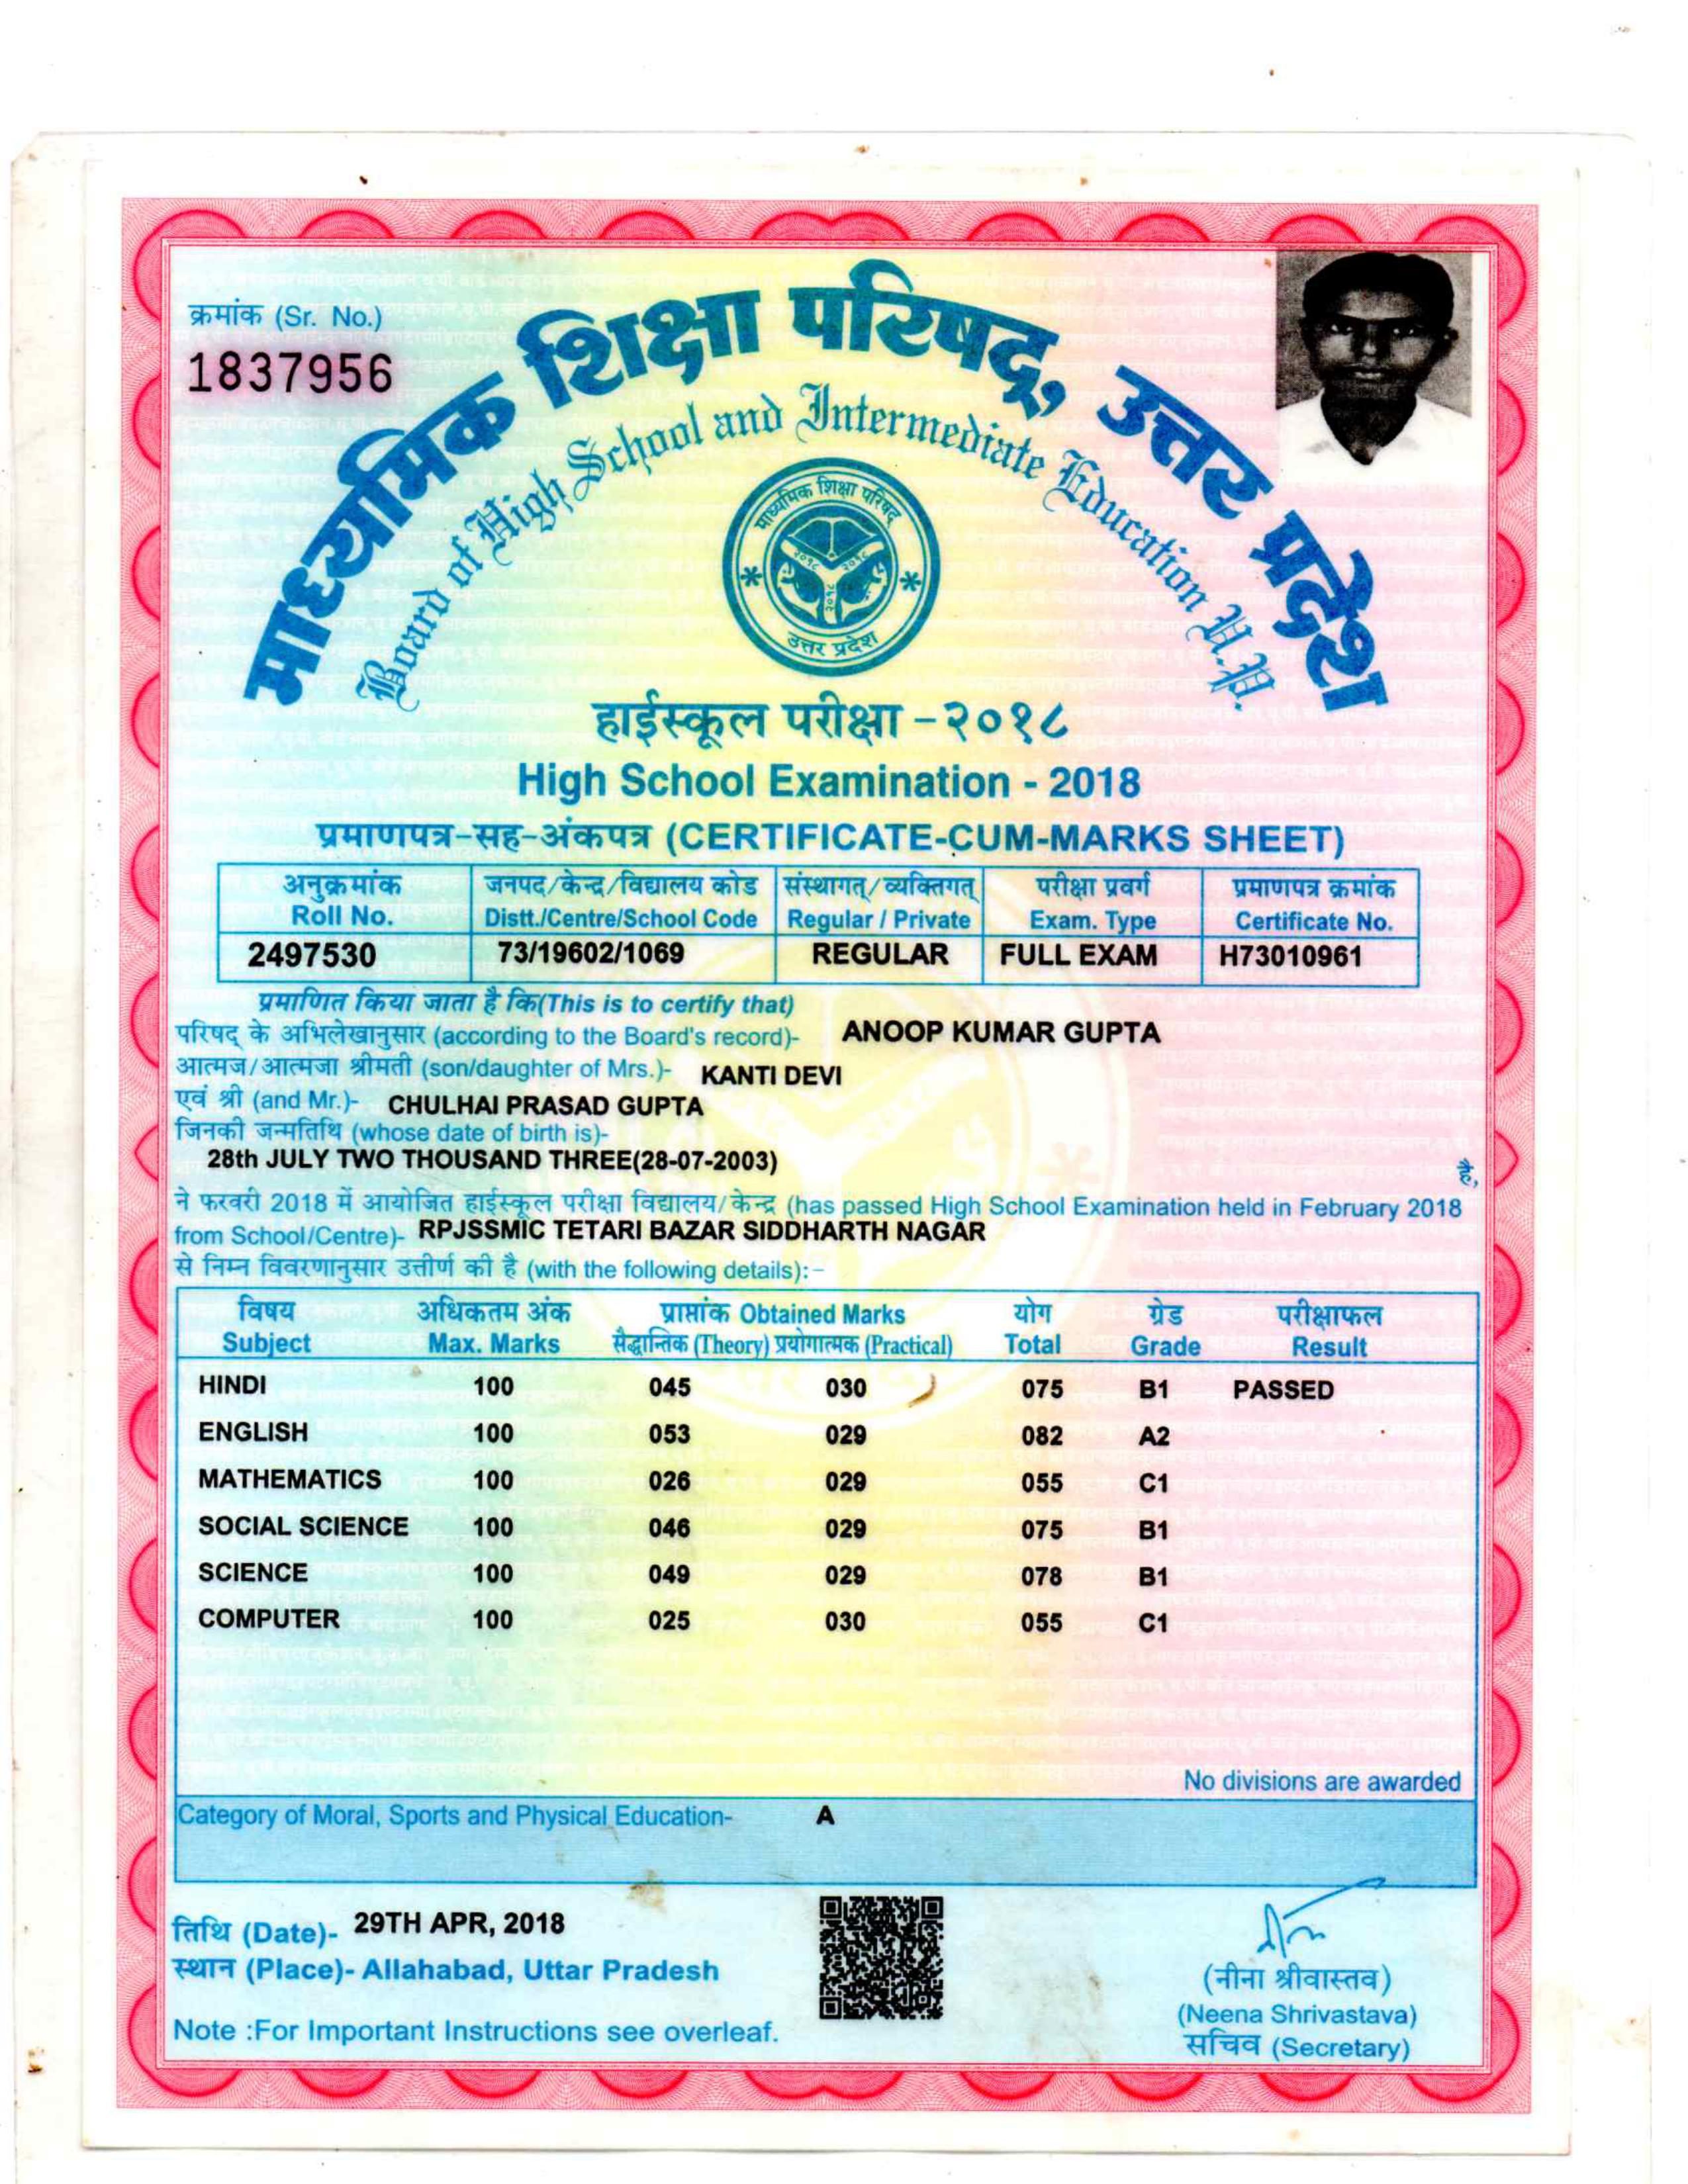 क्रमांक (Sr. No.)
1837956
माध्यमिक शिक्षा परिषद्, उत्तर प्रदेश
Board of High School and Intermediate Education U.P.
माध्यमिक शिक्षा परिषद
२०१८ २०१८
२०१८
उत्तर प्रदेश
हाईस्कूल परीक्षा -२०१८
High School Examination - 2018
प्रमाणपत्र-सह-अंकपत्र (CERTIFICATE-CUM-MARKS SHEET)
अनुक्रमांक जनपद/केन्द्र/विद्यालय कोड संस्थागत्/व्यक्तिगत् परीक्षा प्रवर्ग प्रमाणपत्र क्रमांक
Roll No. Distt./Centre/School Code Regular / Private Exam. Type Certificate No.
2497530 73/19602/1069 REGULAR FULL EXAM H73010961
प्रमाणित किया जाता है कि(This is to certify that)
परिषद् के अभिलेखानुसार (according to the Board's record)- ANOOP KUMAR GUPTA
आत्मज/आत्मजा श्रीमती (son/daughter of Mrs.)- KANTI DEVI
एवं श्री (and Mr.)- CHULHAI PRASAD GUPTA
जिनकी जन्मतिथि (whose date of birth is)-
28th JULY TWO THOUSAND THREE(28-07-2003) है,
ने फरवरी 2018 में आयोजित हाईस्कूल परीक्षा विद्यालय/केन्द्र (has passed High School Examination held in February 2018
from School/Centre)- RPJSSMIC TETARI BAZAR SIDDHARTH NAGAR
से निम्न विवरणानुसार उत्तीर्ण की है (with the following details):-
विषय अधिकतम अंक प्राप्तांक Obtained Marks योग ग्रेड परीक्षाफल
Subject Max. Marks सैद्धान्तिक (Theory) प्रयोगात्मक (Practical) Total Grade Result
HINDI 100 045 030 075 B1 PASSED
ENGLISH 100 053 029 082 A2
MATHEMATICS 100 026 029 055 C1
SOCIAL SCIENCE 100 046 029 075 B1
SCIENCE 100 049 029 078 B1
COMPUTER 100 025 030 055 C1
No divisions are awarded
Category of Moral, Sports and Physical Education- A
तिथि (Date)- 29TH APR, 2018
स्थान (Place)- Allahabad, Uttar Pradesh
(नीना श्रीवास्तव)
(Neena Shrivastava)
Note :For Important Instructions see overleaf.
सचिव (Secretary)